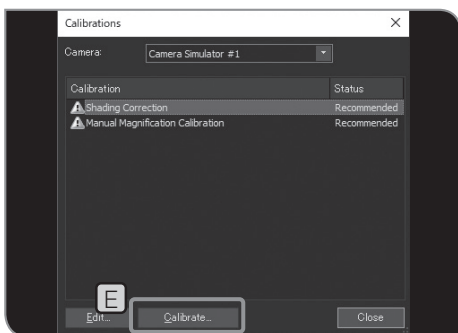 Calibrations
Camera: Camera Simulator #1
Calibration Status
Shading Correction Recommended
Manual Magnification Calibration Recommended
E
Edit... Calibrate... Close